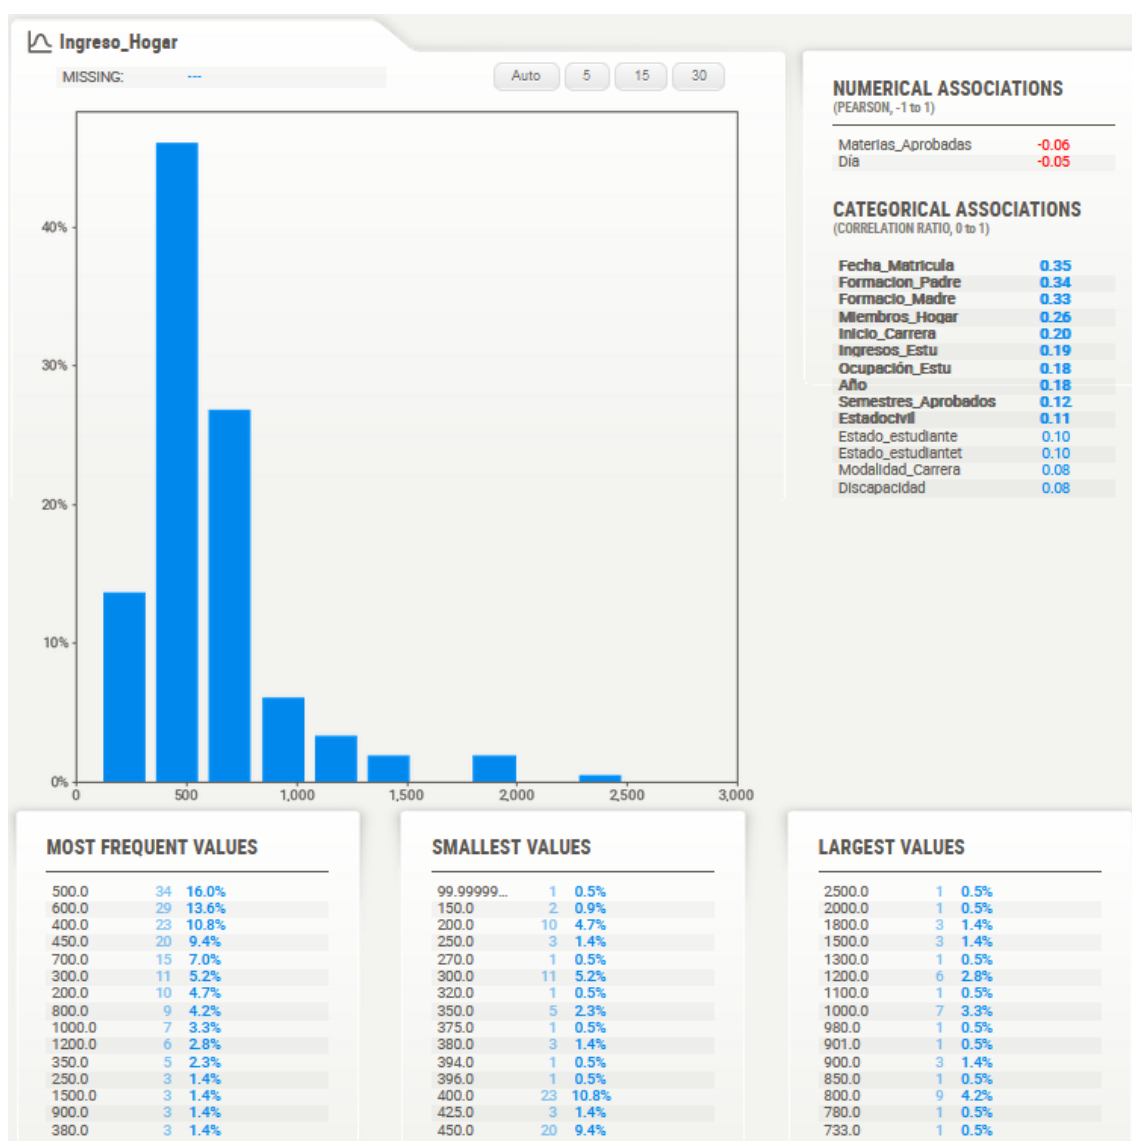 Ingreso_Hogar
MISSING: ---
Auto 5 15 30
40%
30%
20%
10%
0%
0 500 1,000 1,500 2,000 2,500 3,000
NUMERICAL ASSOCIATIONS
(PEARSON, -1 to 1)
Materias_Aprobadas -0.06
Día -0.05
CATEGORICAL ASSOCIATIONS
(CORRELATION RATIO, 0 to 1)
Fecha_Matricula 0.35
Formacion_Padre 0.34
Formacio_Madre 0.33
Miembros_Hogar 0.26
Inicio_Carrera 0.20
Ingresos_Estu 0.19
Ocupación_Estu 0.18
Año 0.18
Semestres_Aprobados 0.12
Estadocivil 0.11
Estado_estudiante 0.10
Estado_estudiantet 0.10
Modalidad_Carrera 0.08
Discapacidad 0.08
MOST FREQUENT VALUES
500.0 34 16.0%
600.0 29 13.6%
400.0 23 10.8%
450.0 20 9.4%
700.0 15 7.0%
300.0 11 5.2%
200.0 10 4.7%
800.0 9 4.2%
1000.0 7 3.3%
1200.0 6 2.8%
350.0 5 2.3%
250.0 3 1.4%
1500.0 3 1.4%
900.0 3 1.4%
380.0 3 1.4%
SMALLEST VALUES
99.99999... 1 0.5%
150.0 2 0.9%
200.0 10 4.7%
250.0 3 1.4%
270.0 1 0.5%
300.0 11 5.2%
320.0 1 0.5%
350.0 5 2.3%
375.0 1 0.5%
380.0 3 1.4%
394.0 1 0.5%
396.0 1 0.5%
400.0 23 10.8%
425.0 3 1.4%
450.0 20 9.4%
LARGEST VALUES
2500.0 1 0.5%
2000.0 1 0.5%
1800.0 3 1.4%
1500.0 3 1.4%
1300.0 1 0.5%
1200.0 6 2.8%
1100.0 1 0.5%
1000.0 7 3.3%
980.0 1 0.5%
901.0 1 0.5%
900.0 3 1.4%
850.0 1 0.5%
800.0 9 4.2%
780.0 1 0.5%
733.0 1 0.5%